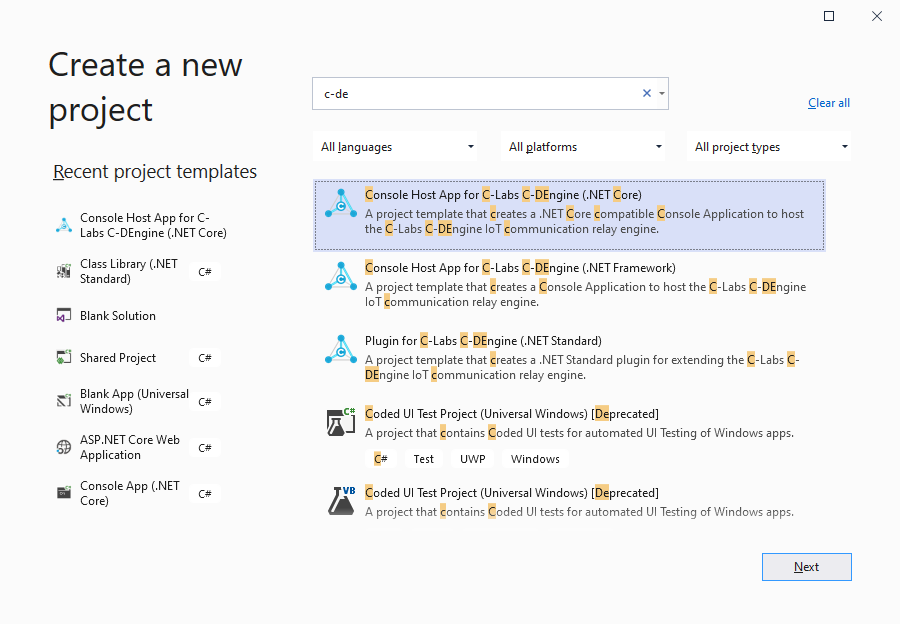 Create a new
project
Recent project templates
Console Host App for C-
Labs C-DEngine (.NET Core)
Class Library (.NET
Standard)
C#
Blank Solution
Shared Project
C#
Blank App (Universal
Windows)
C#
ASP.NET Core Web
Application
C#
Console App (.NET
Core)
C#
c-de
Clear all
All languages
All platforms
All project types
Console Host App for C-Labs C-DEngine (.NET Core)
A project template that creates a .NET Core compatible Console Application to host
the C-Labs C-DEngine IoT communication relay engine.
Console Host App for C-Labs C-DEngine (.NET Framework)
A project template that creates a Console Application to host the C-Labs C-DEngine
IoT communication relay engine.
Plugin for C-Labs C-DEngine (.NET Standard)
A project template that creates a .NET Standard plugin for extending the C-Labs C-
DEngine IoT communication relay engine.
Coded UI Test Project (Universal Windows) [Deprecated]
A project that contains Coded UI tests for automated UI Testing of Windows apps.
C# Test UWP Windows
Coded UI Test Project (Universal Windows) [Deprecated]
A project that contains Coded UI tests for automated UI Testing of Windows apps.
Next